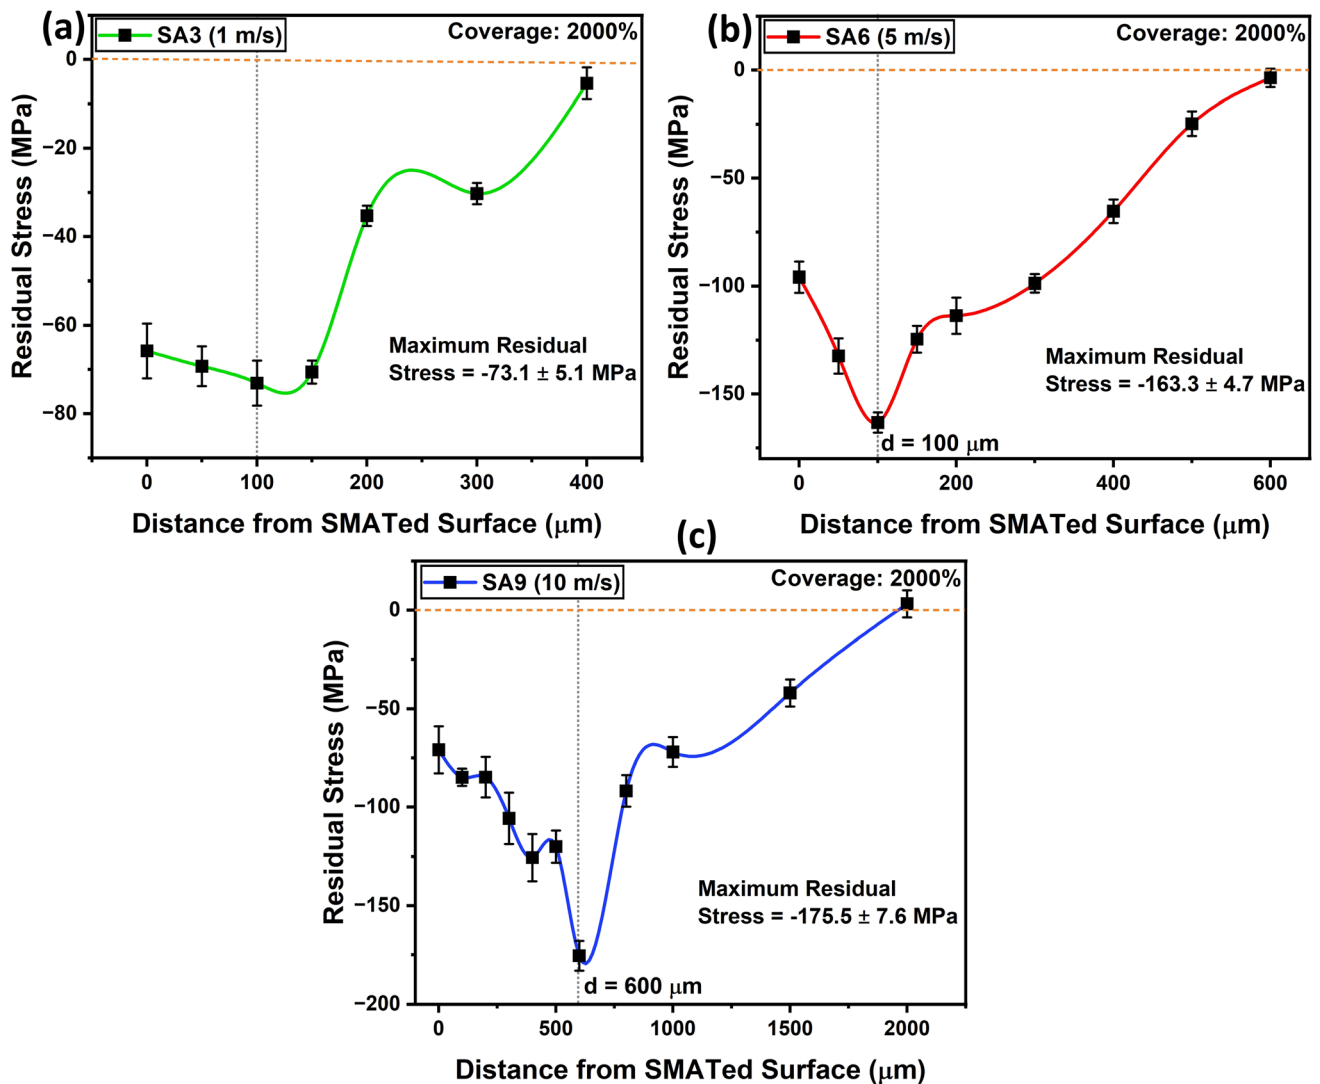 (a)
SA3 (1 m/s)
Coverage: 2000%
0
−20
−40
−60
−80
Residual Stress (MPa)
Maximum Residual
Stress = -73.1 ± 5.1 MPa
0 100 200 300 400
Distance from SMATed Surface (μm)
(b)
SA6 (5 m/s)
Coverage: 2000%
0
−50
−100
−150
Residual Stress (MPa)
Maximum Residual
Stress = -163.3 ± 4.7 MPa
d = 100 μm
0 200 400 600
Distance from SMATed Surface (μm)
(c)
SA9 (10 m/s)
Coverage: 2000%
0
−50
−100
−150
−200
Residual Stress (MPa)
Maximum Residual
Stress = -175.5 ± 7.6 MPa
d = 600 μm
0 500 1000 1500 2000
Distance from SMATed Surface (μm)